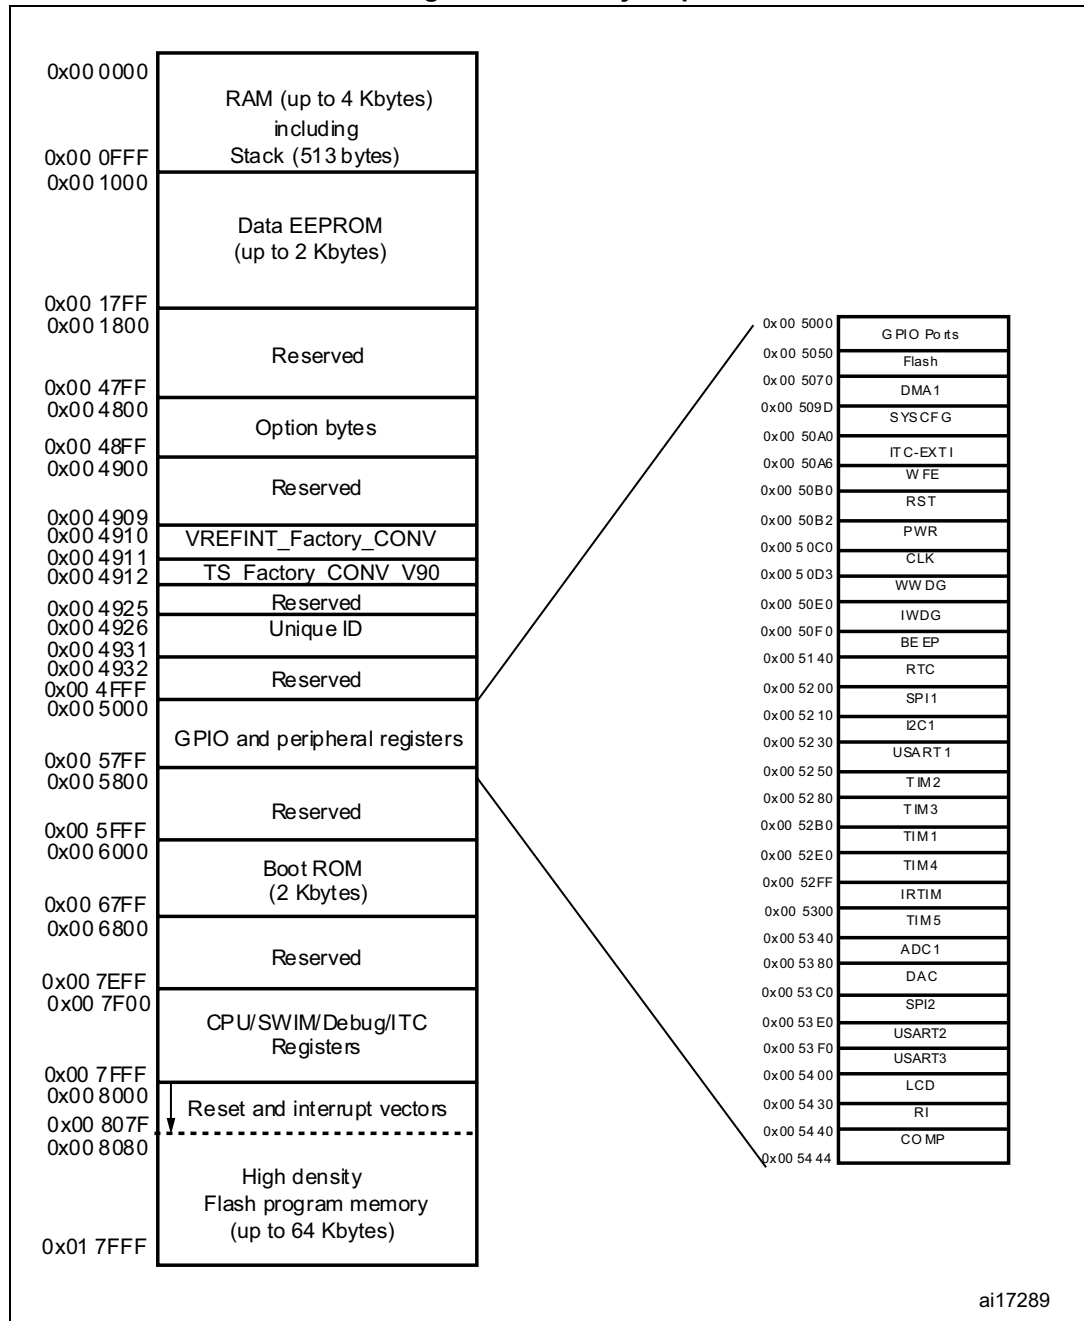 0x00 0000
RAM (up to 4 Kbytes)
including
Stack (513 bytes)
0x00 0FFF
0x00 1000
Data EEPROM
(up to 2 Kbytes)
0x00 17FF
0x00 1800
Reserved
0x00 47FF
0x00 4800
Option bytes
0x00 48FF
0x00 4900
Reserved
0x00 4909
0x00 4910
VREFINT_Factory_CONV
0x00 4911
0x00 4912
TS_Factory_CONV_V90
Reserved
0x00 4925
0x00 4926
Unique ID
0x00 4931
0x00 4932
Reserved
0x00 4FFF
0x00 5000
GPIO and peripheral registers
0x00 57FF
0x00 5800
Reserved
0x00 5FFF
0x00 6000
Boot ROM
(2 Kbytes)
0x00 67FF
0x00 6800
Reserved
0x00 7EFF
0x00 7F00
CPU/SWIM/Debug/ITC
Registers
0x00 7FFF
0x00 8000
Reset and interrupt vectors
0x00 807F
0x00 8080
High density
Flash program memory
(up to 64 Kbytes)
0x01 7FFF
0x00 5000
GPIO Ports
0x00 5050
Flash
0x00 5070
DMA1
0x00 509D
SYSCFG
0x00 50A0
ITC-EXTI
0x00 50A6
WFE
0x00 50B0
RST
0x00 50B2
PWR
0x00 50C0
CLK
0x00 50D3
WWDG
0x00 50E0
IWDG
0x00 50F0
BEEP
0x00 5140
RTC
0x00 5200
SPI1
0x00 5210
I2C1
0x00 5230
USART1
0x00 5250
TIM2
0x00 5280
TIM3
0x00 52B0
TIM1
0x00 52E0
TIM4
0x00 52FF
IRTIM
0x00 5300
TIM5
0x00 5340
ADC1
0x00 5380
DAC
0x00 53C0
SPI2
0x00 53E0
USART2
0x00 53F0
USART3
0x00 5400
LCD
0x00 5430
RI
0x00 5440
COMP
0x00 5444
ai17289